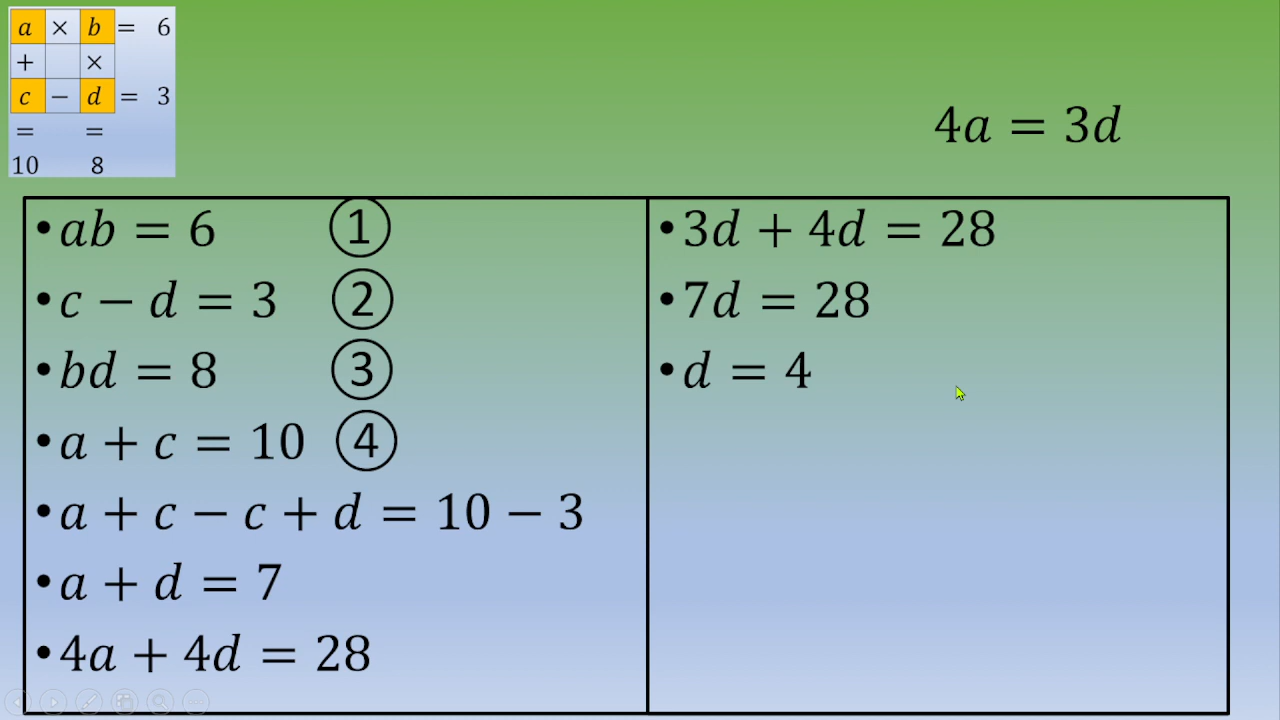 a × b = 6
+ ×
c − d = 3
= =
10 8
4a = 3d
• ab = 6 ①
• c − d = 3 ②
• bd = 8 ③
• a + c = 10 ④
• a + c − c + d = 10 − 3
• a + d = 7
• 4a + 4d = 28
• 3d + 4d = 28
• 7d = 28
• d = 4